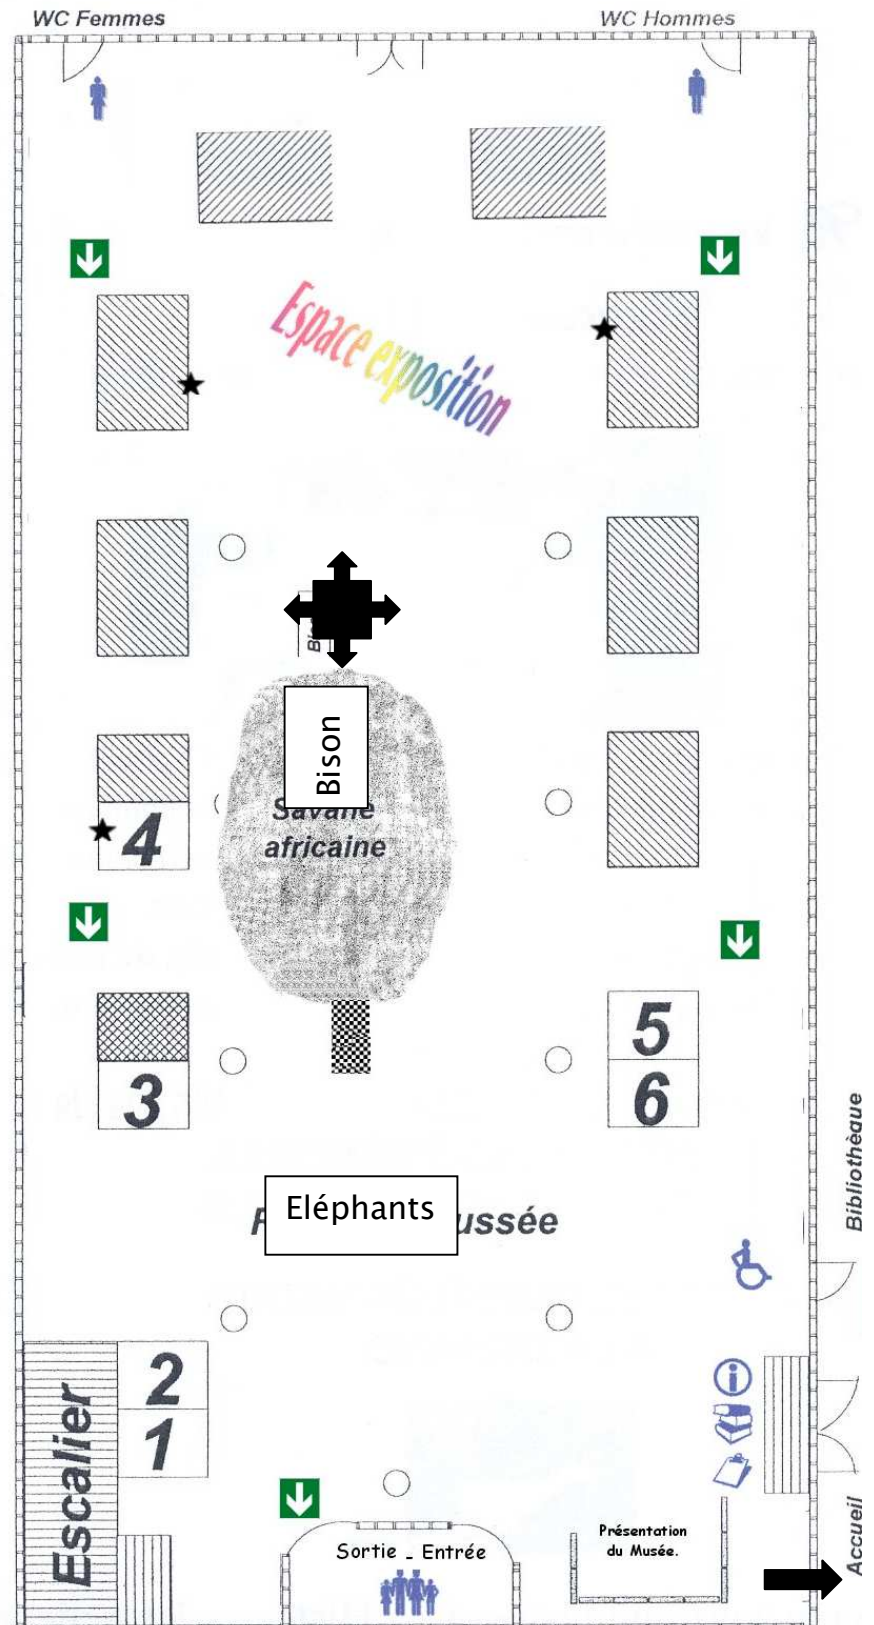 WC Femmes
WC Hommes
Espace exposition
Bison
Savane
africaine
4
5
3
6
Eléphants
ussée
Bibliothèque
2
1
Escalier
Sortie - Entrée
Présentation
du Musée.
Accueil